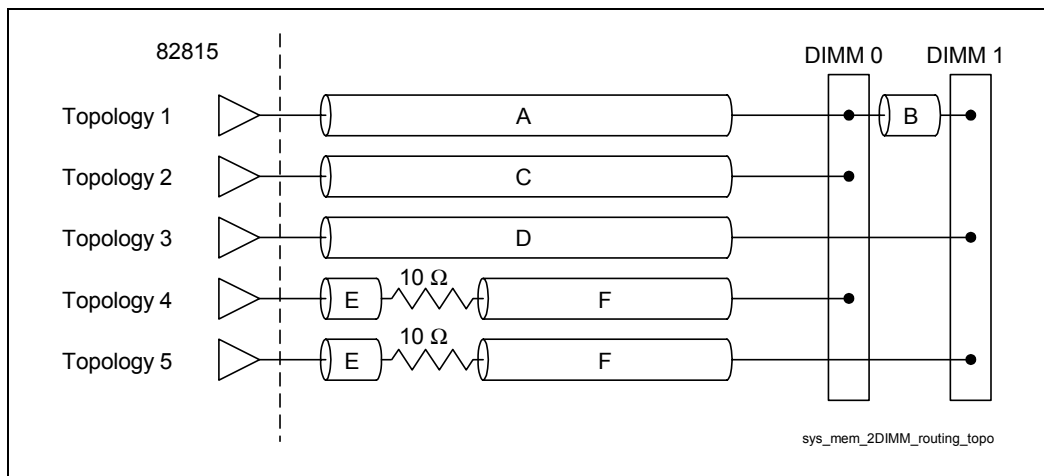 82815
DIMM 0 DIMM 1
Topology 1 A B
Topology 2 C
Topology 3 D
10 Ω
Topology 4 E F
10 Ω
Topology 5 E F
sys_mem_2DIMM_routing_topo